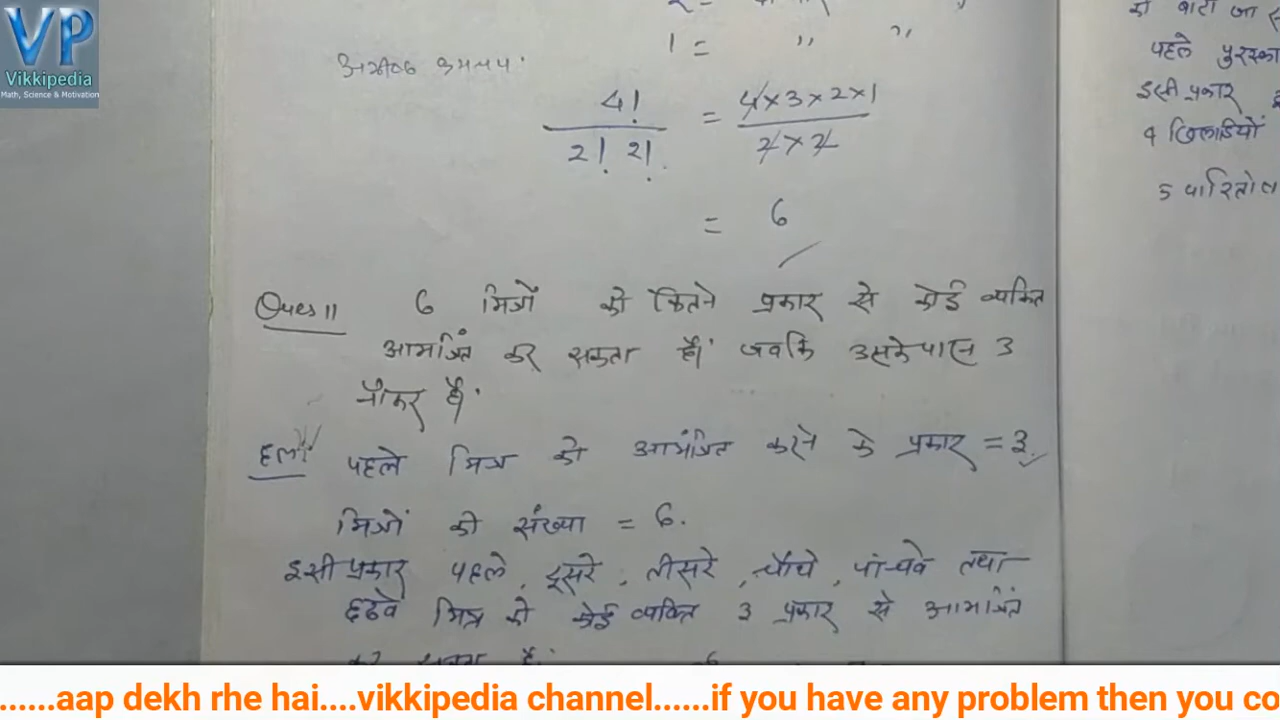 VP
Vikkipedia
Math, Science & Motivation
1 = " "
अभीष्ट क्रमचय
4! / 2! 2! = 4×3×2×1 / 2×2
= 6
Ques 11 6 मित्रों को कितने प्रकार से कोई व्यक्ति
आमंत्रित कर सकता है। जबकि उसके पास 3
नौकर है।
हल पहले मित्र को आमंत्रित करने के प्रकार = 3.
मित्रों की संख्या = 6.
इसी प्रकार पहले, दूसरे, तीसरे, चौथे, पांचवे तथा
छठवे मित्र को कोई व्यक्ति 3 प्रकार से आमंत्रित
को बाटा जा
पहले
इसी प्रकार
खिलाडियों
5
......aap dekh rhe hai....vikkipedia channel......if you have any problem then you co